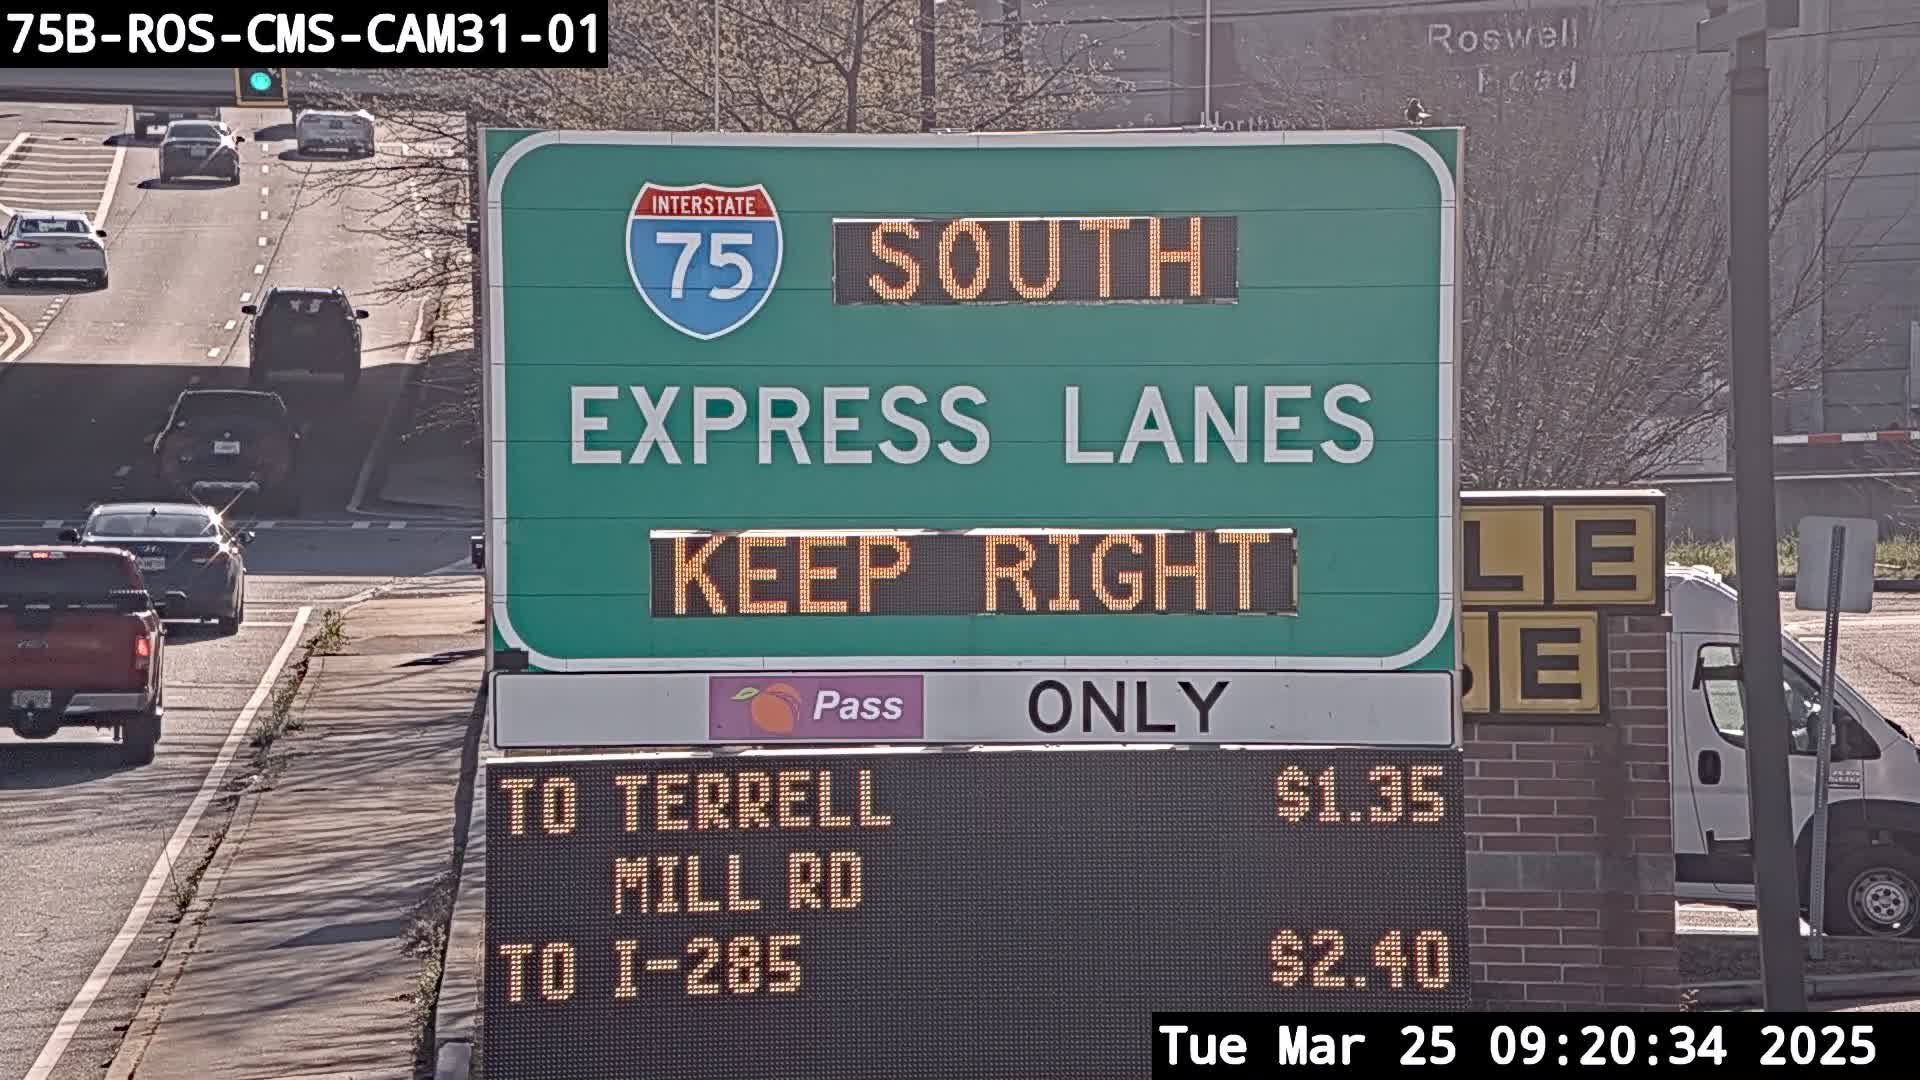 75B-ROS-CMS-CAM31-01
Roswell
Road
INTERSTATE
75
SOUTH
EXPRESS LANES
KEEP RIGHT
Pass ONLY
TO TERRELL $1.35
MILL RD
TO I-285 $2.40
LE
E
Tue Mar 25 09:20:34 2025